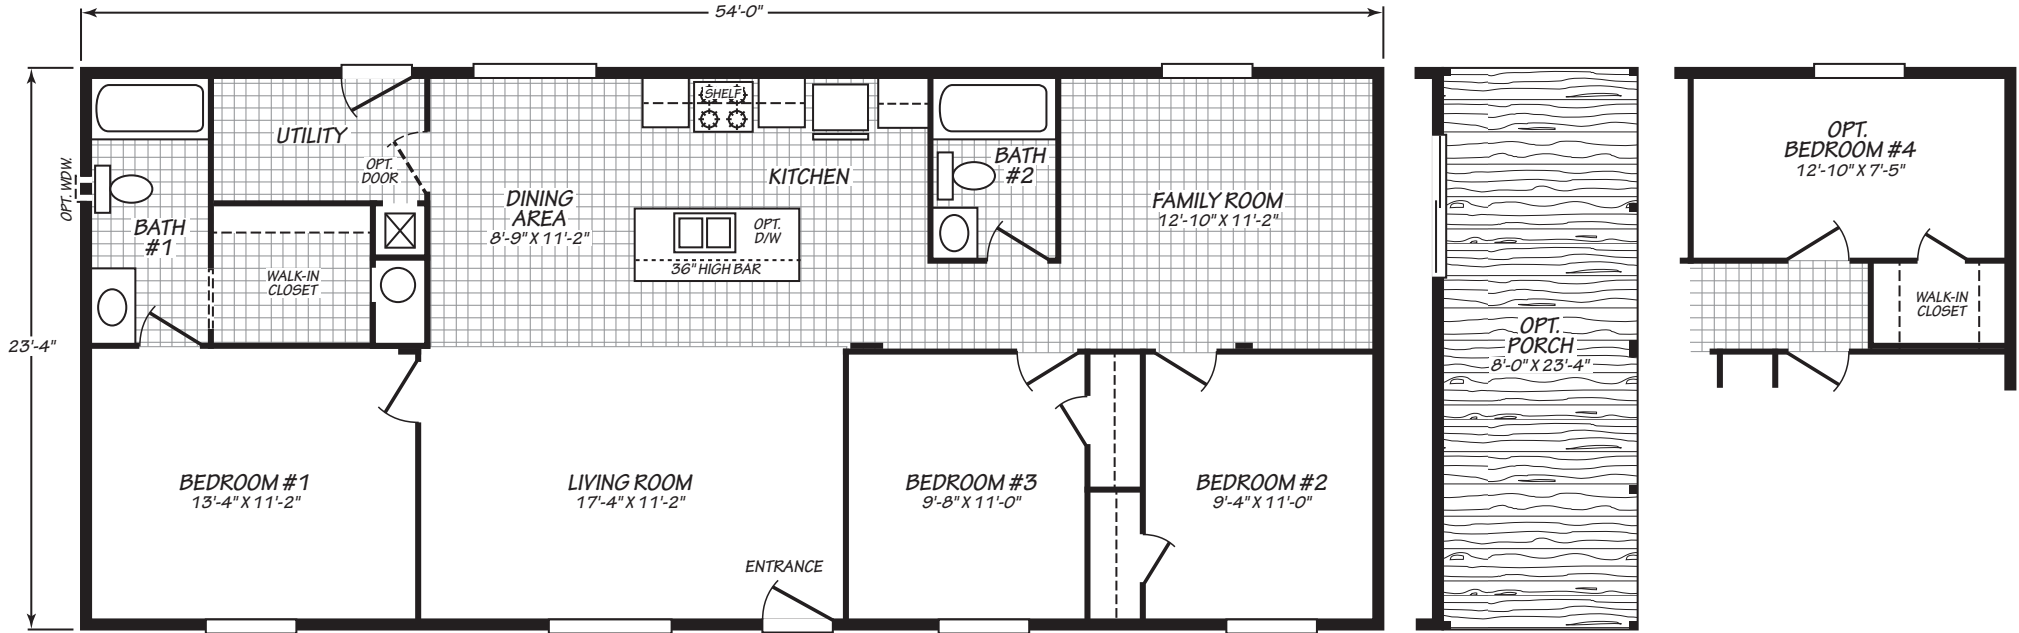 54'-0"
23'-4"
OPT. WDW.
UTILITY
OPT.
DOOR
BATH
#1
WALK-IN
CLOSET
DINING
AREA
8'-9" X 11'-2"
SHELF
KITCHEN
OPT.
D/W
36" HIGH BAR
BATH
#2
FAMILY ROOM
12'-10" X 11'-2"
BEDROOM #1
13'-4" X 11'-2"
LIVING ROOM
17'-4" X 11'-2"
ENTRANCE
BEDROOM #3
9'-8" X 11'-0"
BEDROOM #2
9'-4" X 11'-0"
OPT.
PORCH
8'-0" X 23'-4"
OPT.
BEDROOM #4
12'-10" X 7'-5"
WALK-IN
CLOSET